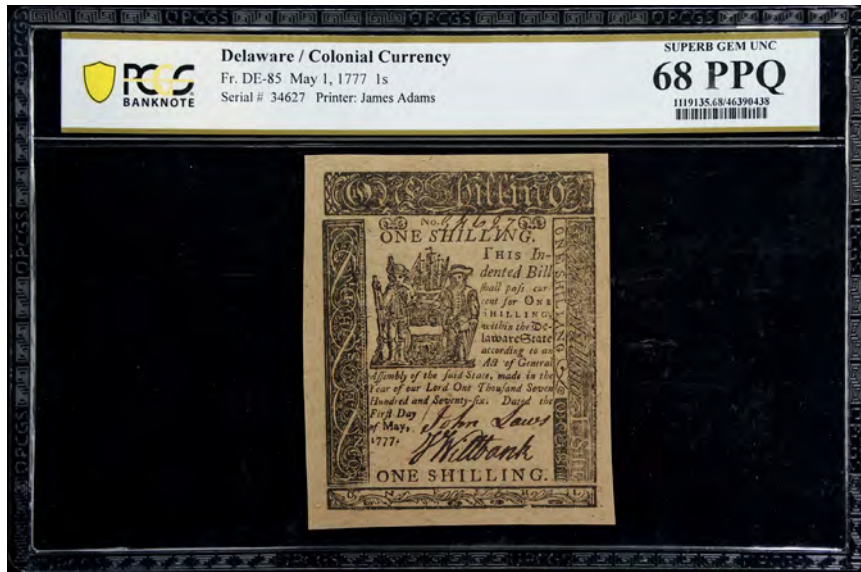 PCGS
BANKNOTE
Delaware / Colonial Currency
Fr. DE-85 May 1, 1777 1s
Serial # 34627 Printer: James Adams
SUPERB GEM UNC
68 PPQ
1119135.68/46390438
One Shilling
No.
ONE SHILLING.
THIS In-
dented Bill
ſhall paſs cur-
rent for ONE
SHILLING,
within the De-
laware State
according to an
Act of General
Aſſembly of the ſaid State, made in the
Year of our Lord One Thouſand Seven
Hundred and Seventy-ſix. Dated the
Firſt Day
of May,
1777.
John Laws
J Wiltbank
ONE SHILLING.
ONE SHILLING